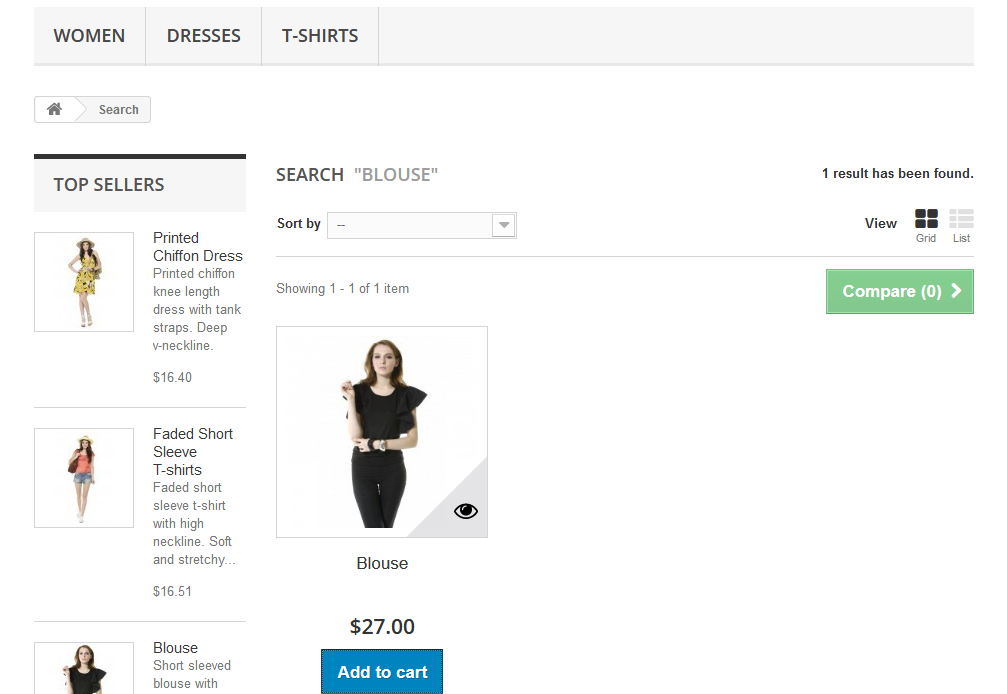 WOMEN DRESSES T-SHIRTS
Search
TOP SELLERS
Printed
Chiffon Dress
Printed chiffon
knee length
dress with tank
straps. Deep
v-neckline.
$16.40
Faded Short
Sleeve
T-shirts
Faded short
sleeve t-shirt
with high
neckline. Soft
and stretchy...
$16.51
Blouse
Short sleeved
blouse with
SEARCH "BLOUSE"
1 result has been found.
Sort by --
View Grid List
Showing 1 - 1 of 1 item
Compare (0)
Blouse
$27.00
Add to cart